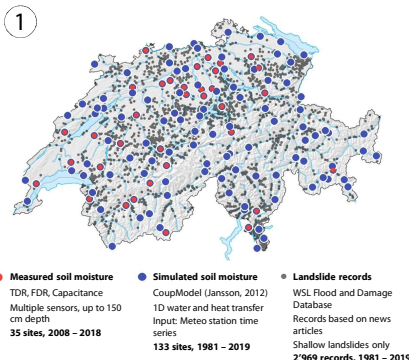 1
Measured soil moisture
TDR, FDR, Capacitance
Multiple sensors, up to 150
cm depth
35 sites, 2008 – 2018
Simulated soil moisture
CoupModel (Jansson, 2012)
1D water and heat transfer
Input: Meteo station time
series
133 sites, 1981 – 2019
Landslide records
WSL Flood and Damage
Database
Records based on news
articles
Shallow landslides only
2’969 records, 1981 – 2019